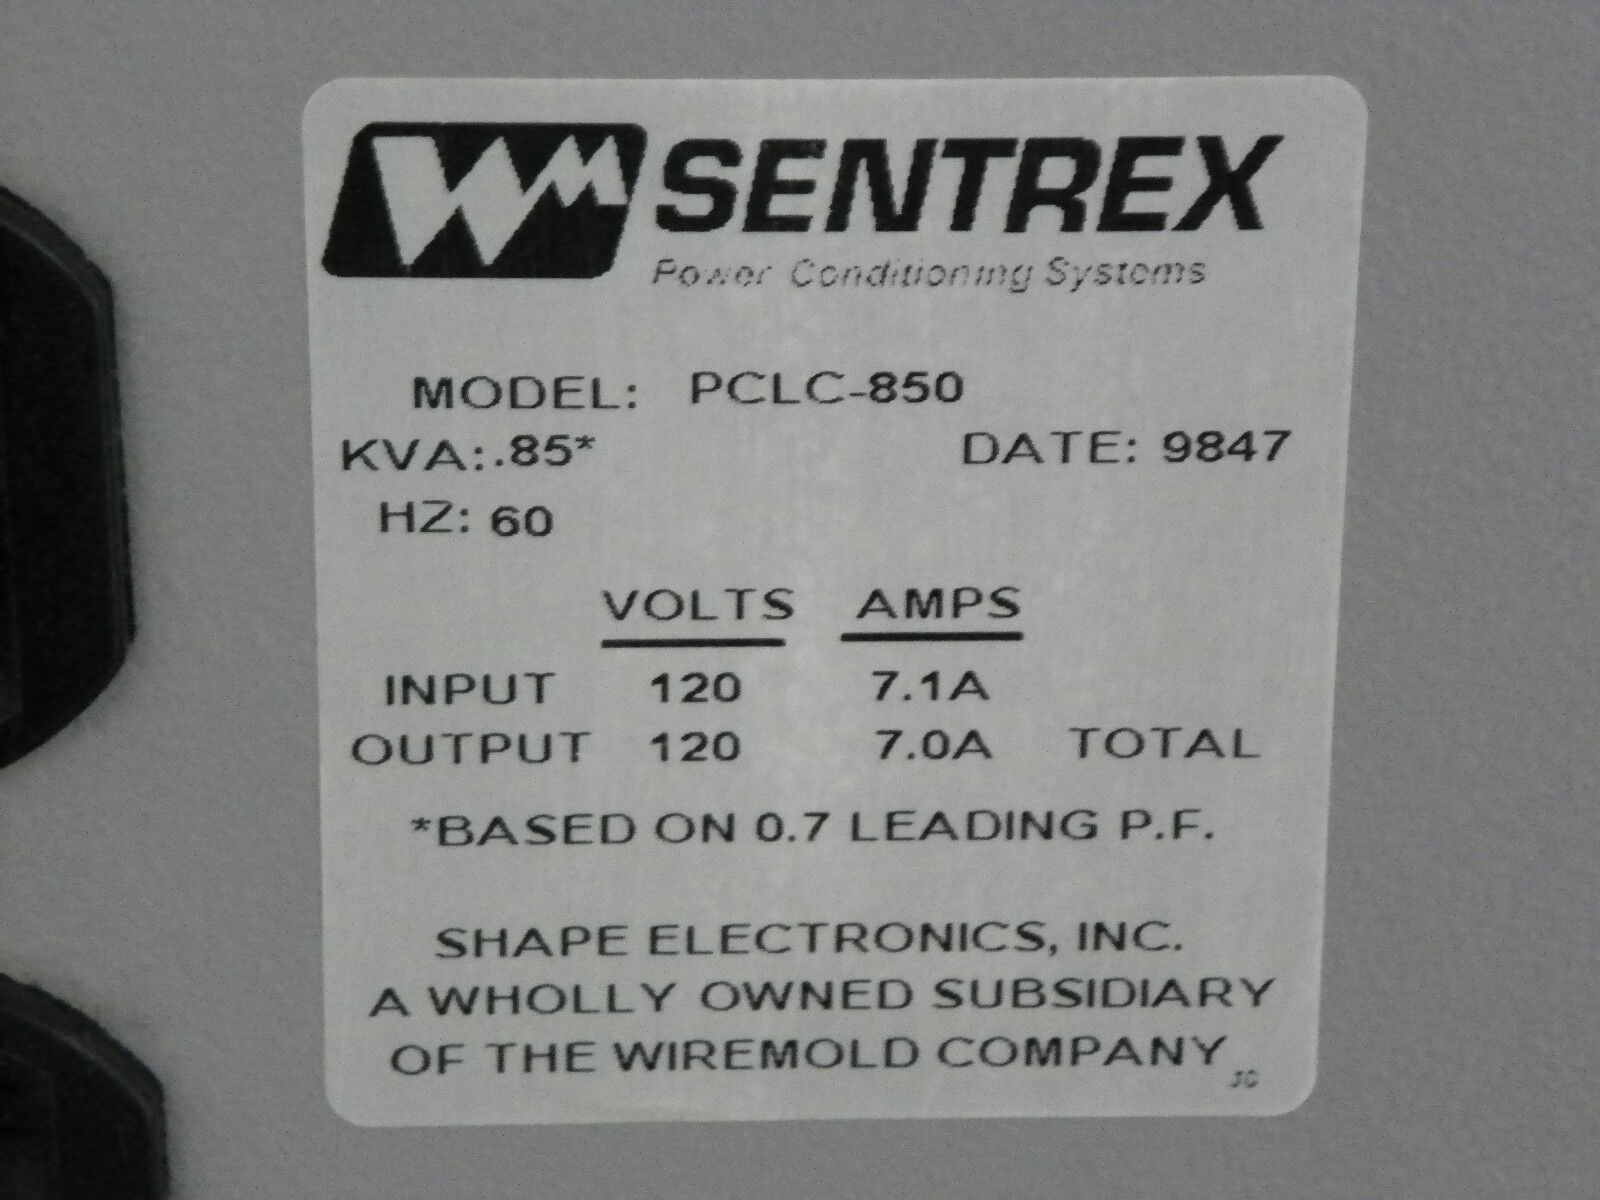 WM SENTREX
Power Conditioning Systems
MODEL: PCLC-850
KVA: .85* DATE: 9847
HZ: 60
VOLTS AMPS
INPUT 120 7.1A
OUTPUT 120 7.0A TOTAL
*BASED ON 0.7 LEADING P.F.
SHAPE ELECTRONICS, INC.
A WHOLLY OWNED SUBSIDIARY
OF THE WIREMOLD COMPANY